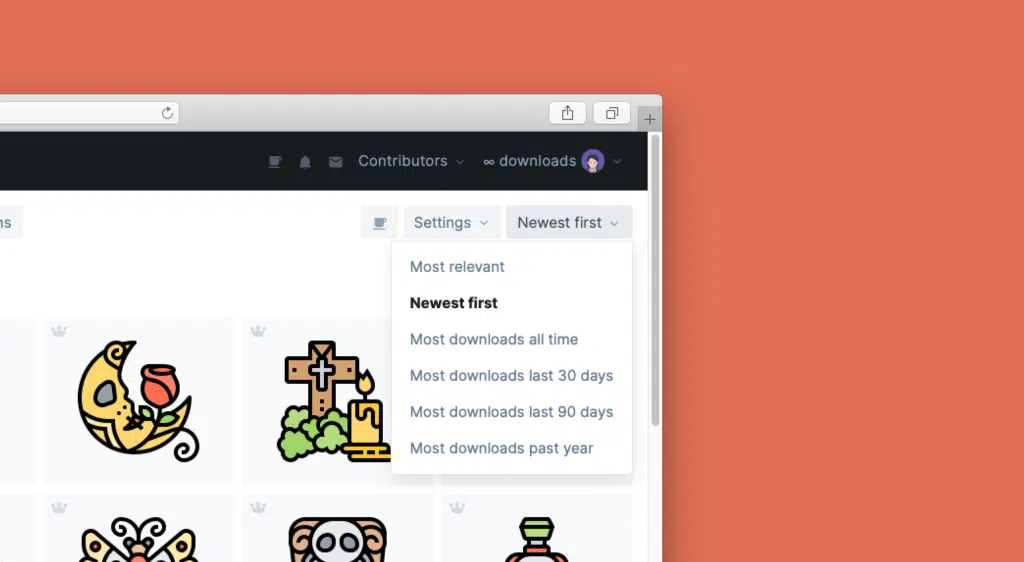 Contributors
∞ downloads
ns
Settings
Newest first
Most relevant
Newest first
Most downloads all time
Most downloads last 30 days
Most downloads last 90 days
Most downloads past year